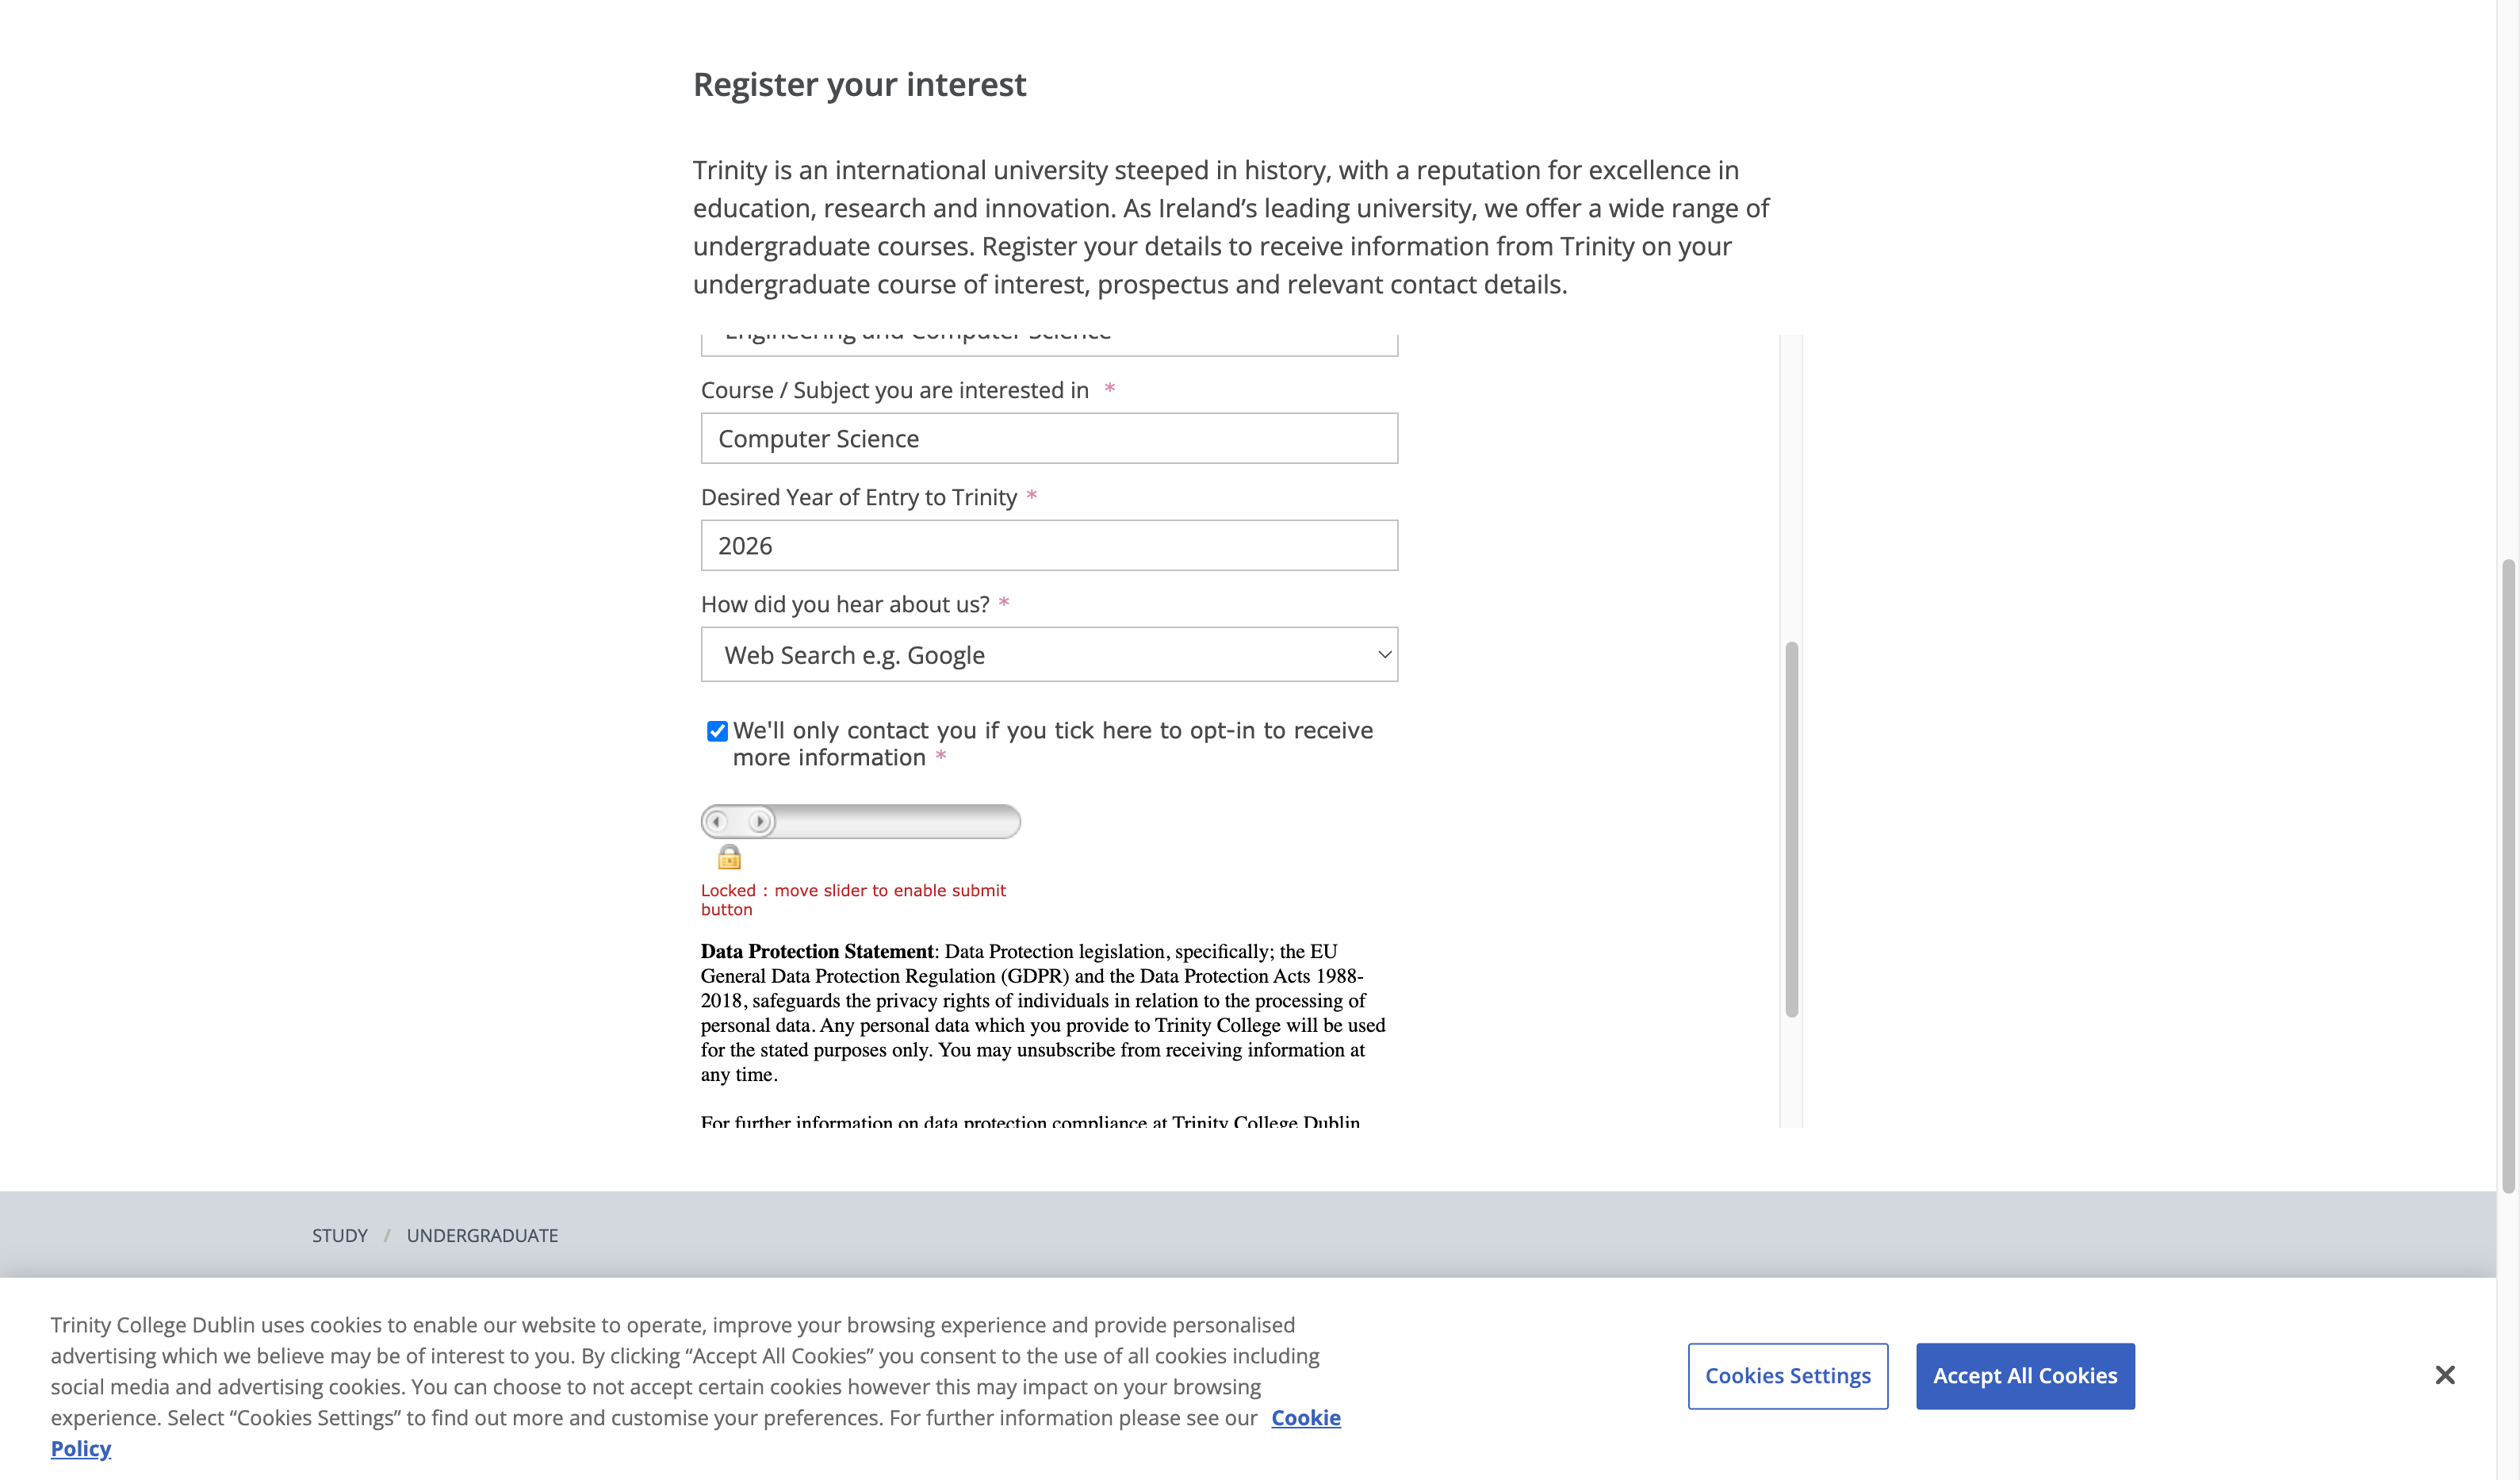 Register your interest
Trinity is an international university steeped in history, with a reputation for excellence in
education, research and innovation. As Ireland’s leading university, we offer a wide range of
undergraduate courses. Register your details to receive information from Trinity on your
undergraduate course of interest, prospectus and relevant contact details.
Engineering and Computer Science
Course / Subject you are interested in *
Computer Science
Desired Year of Entry to Trinity *
2026
How did you hear about us? *
Web Search e.g. Google
We'll only contact you if you tick here to opt-in to receive
more information *
Locked : move slider to enable submit
button
Data Protection Statement: Data Protection legislation, specifically; the EU
General Data Protection Regulation (GDPR) and the Data Protection Acts 1988-
2018, safeguards the privacy rights of individuals in relation to the processing of
personal data. Any personal data which you provide to Trinity College will be used
for the stated purposes only. You may unsubscribe from receiving information at
any time.
For further information on data protection compliance at Trinity College Dublin
STUDY / UNDERGRADUATE
Trinity College Dublin uses cookies to enable our website to operate, improve your browsing experience and provide personalised
advertising which we believe may be of interest to you. By clicking “Accept All Cookies” you consent to the use of all cookies including
social media and advertising cookies. You can choose to not accept certain cookies however this may impact on your browsing
experience. Select “Cookies Settings” to find out more and customise your preferences. For further information please see our Cookie
Policy
Cookies Settings
Accept All Cookies